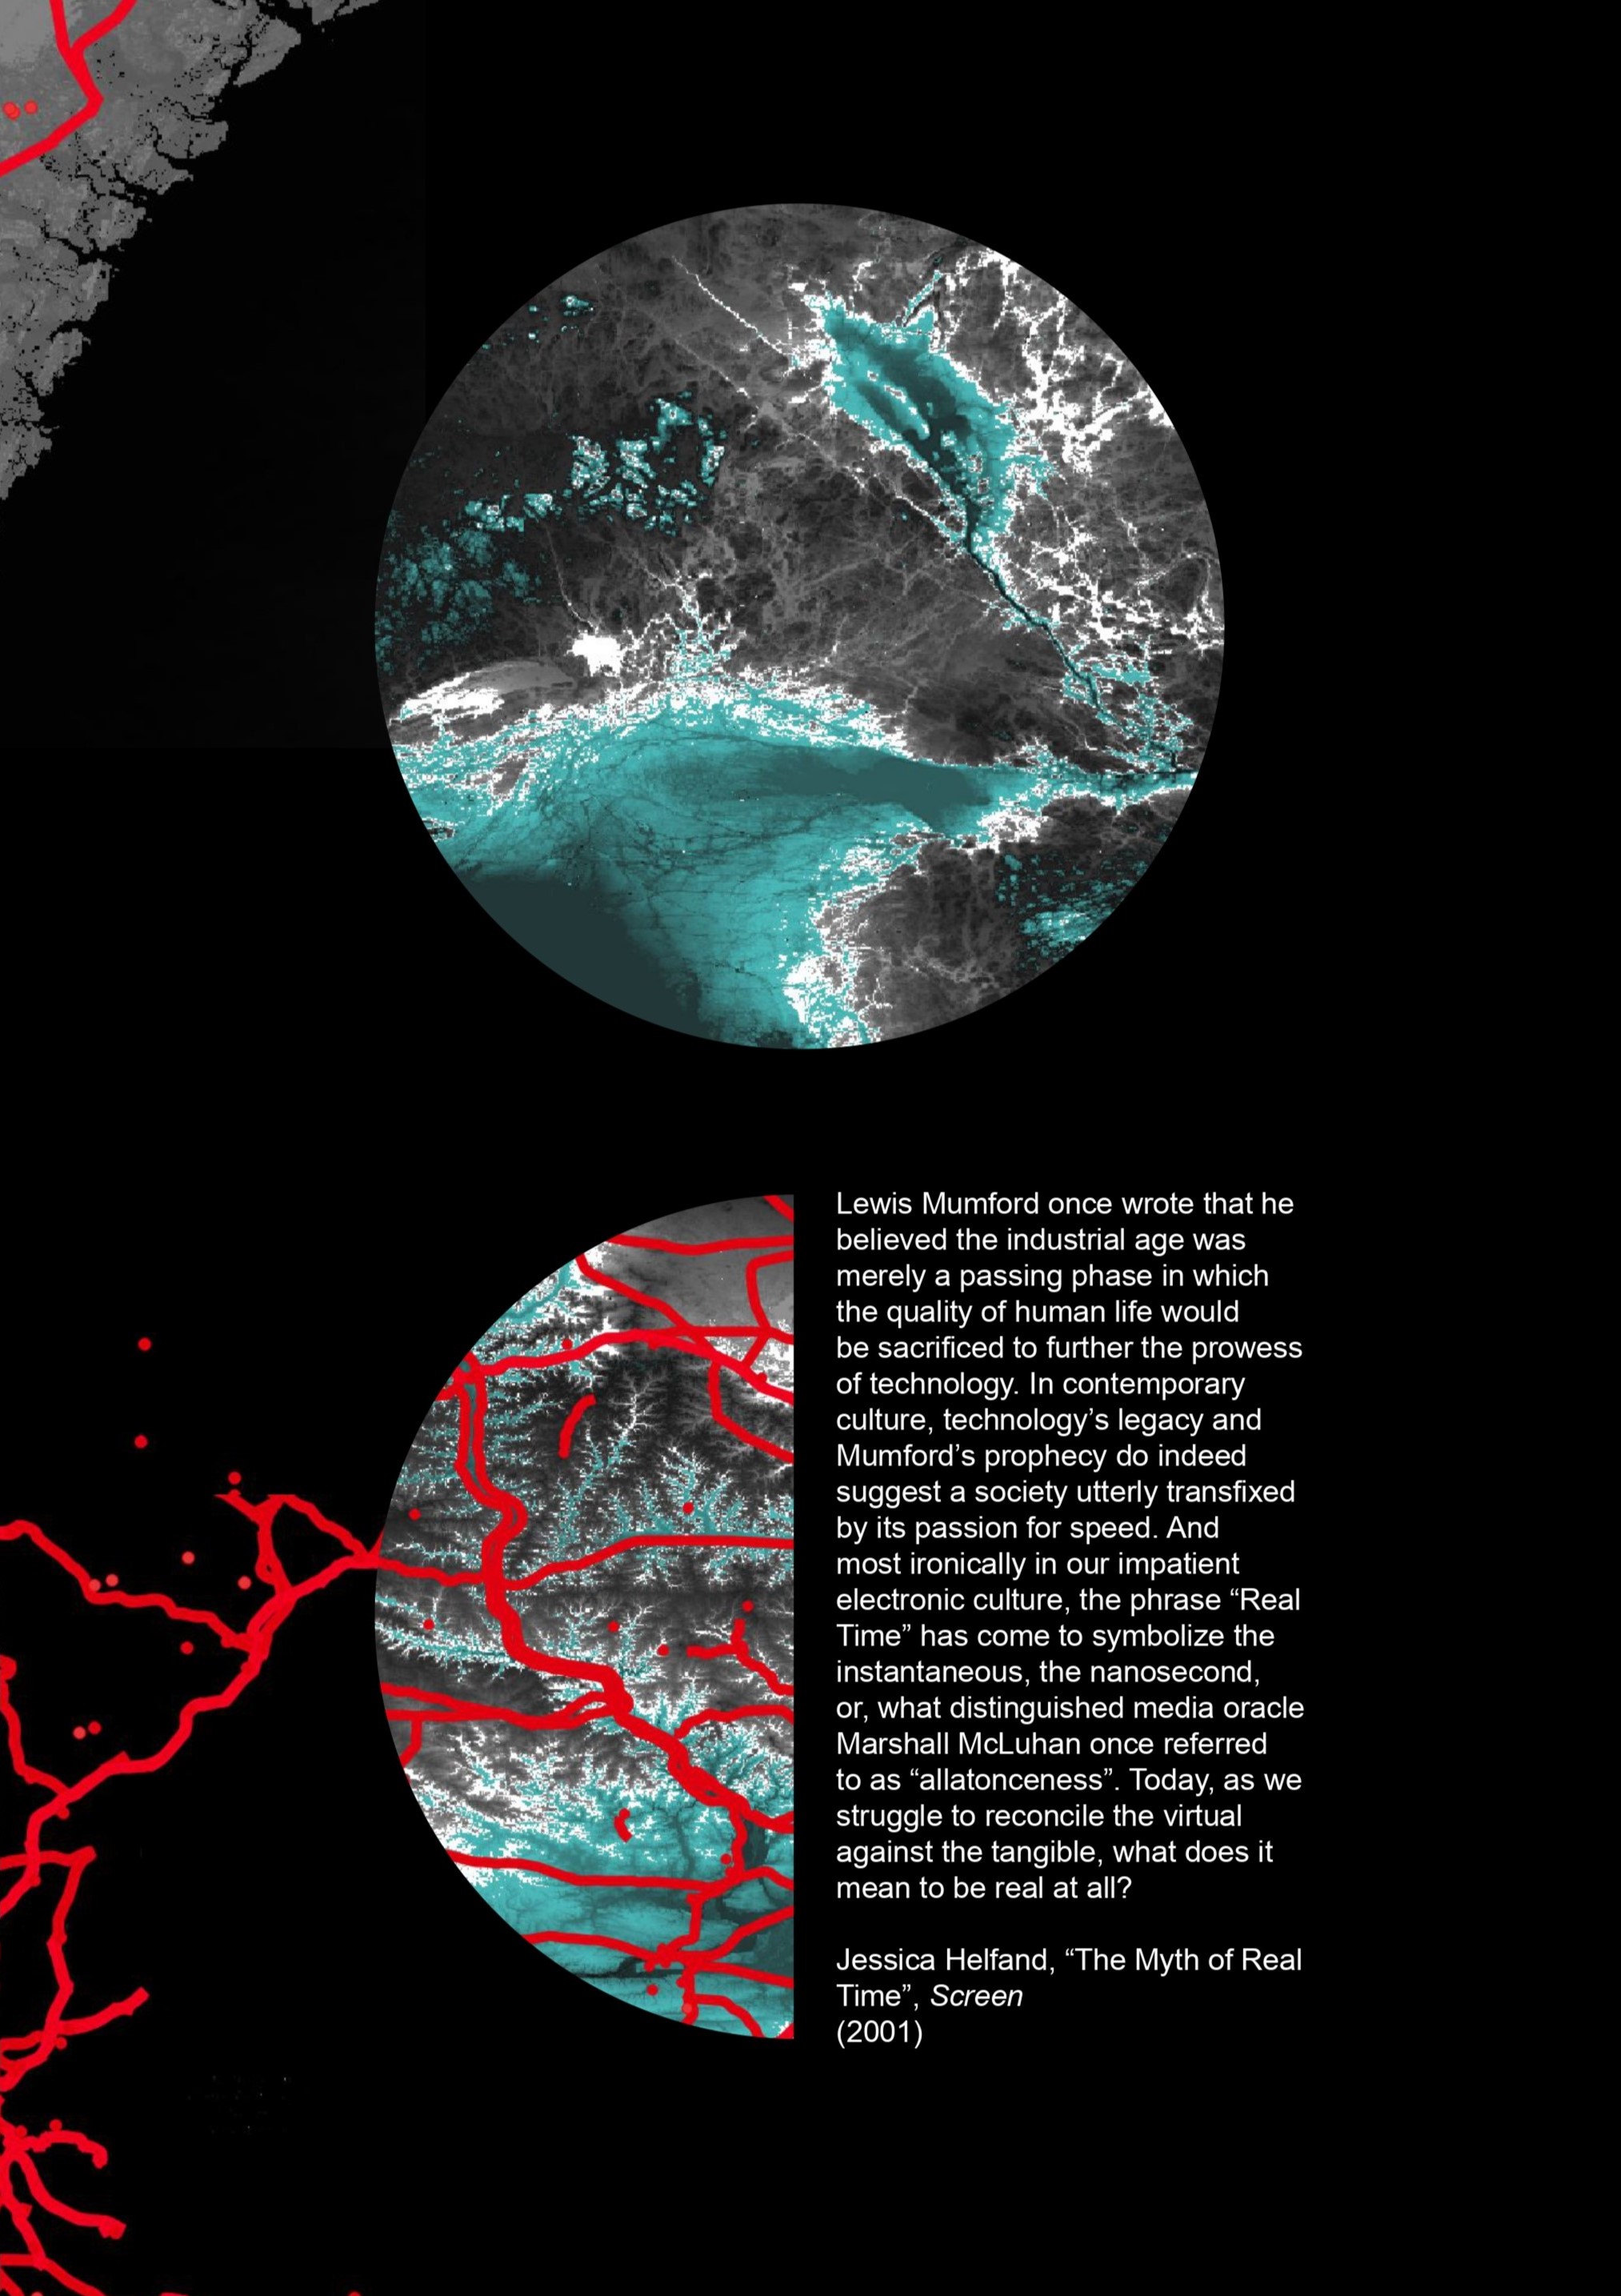 Lewis Mumford once wrote that he
believed the industrial age was
merely a passing phase in which
the quality of human life would
be sacrificed to further the prowess
of technology. In contemporary
culture, technology’s legacy and
Mumford’s prophecy do indeed
suggest a society utterly transfixed
by its passion for speed. And
most ironically in our impatient
electronic culture, the phrase “Real
Time” has come to symbolize the
instantaneous, the nanosecond,
or, what distinguished media oracle
Marshall McLuhan once referred
to as “allatonceness”. Today, as we
struggle to reconcile the virtual
against the tangible, what does it
mean to be real at all?
Jessica Helfand, “The Myth of Real
Time”, Screen
(2001)